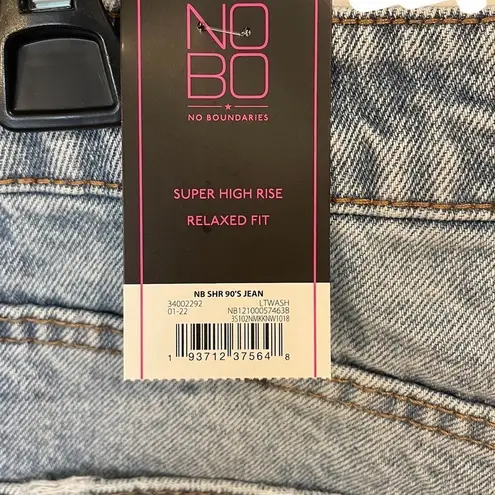 NO
BO
NO BOUNDARIES
SUPER HIGH RISE
RELAXED FIT
NB SHR 90'S JEAN
34002292 LTWASH
01-22 NB12100057463B
3S102NMKKNW1018
1 93712 37564 8